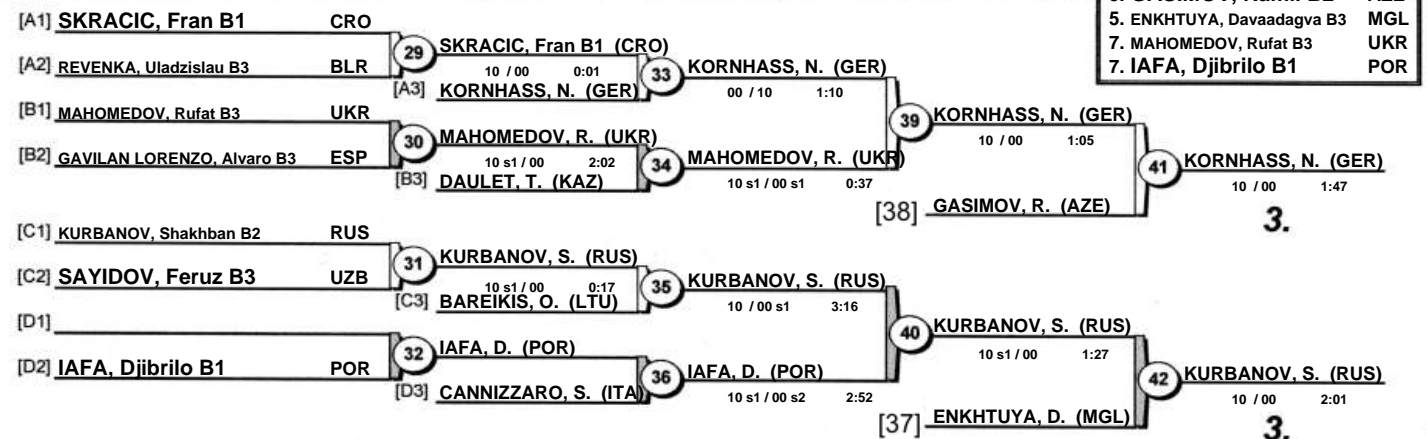 5. ENKHTUYA, Davaadagva B3 MGL
7. MAHOMEDOV, Rufat B3 UKR
7. IAFA, Djibrilo B1 POR
[A1] SKRACIC, Fran B1 CRO
[A2] REVENKA, Uladzislau B3 BLR
29
SKRACIC, Fran B1 (CRO)
10 / 00 0:01
[A3] KORNHASS, N. (GER)
33
KORNHASS, N. (GER)
00 / 10 1:10
[B1] MAHOMEDOV, Rufat B3 UKR
[B2] GAVILAN LORENZO, Alvaro B3 ESP
30
MAHOMEDOV, R. (UKR)
10 s1 / 00 2:02
[B3] DAULET, T. (KAZ)
34
MAHOMEDOV, R. (UKR)
10 s1 / 00 s1 0:37
39
KORNHASS, N. (GER)
10 / 00 1:05
[38] GASIMOV, R. (AZE)
41
KORNHASS, N. (GER)
10 / 00 1:47
3.
[C1] KURBANOV, Shakhban B2 RUS
[C2] SAYIDOV, Feruz B3 UZB
31
KURBANOV, S. (RUS)
10 s1 / 00 0:17
[C3] BAREIKIS, O. (LTU)
35
KURBANOV, S. (RUS)
10 / 00 s1 3:16
[D1]
[D2] IAFA, Djibrilo B1 POR
32
IAFA, D. (POR)
[D3] CANNIZZARO, S. (ITA)
36
IAFA, D. (POR)
10 s1 / 00 s2 2:52
40
KURBANOV, S. (RUS)
10 s1 / 00 1:27
[37] ENKHTUYA, D. (MGL)
42
KURBANOV, S. (RUS)
10 / 00 2:01
3.